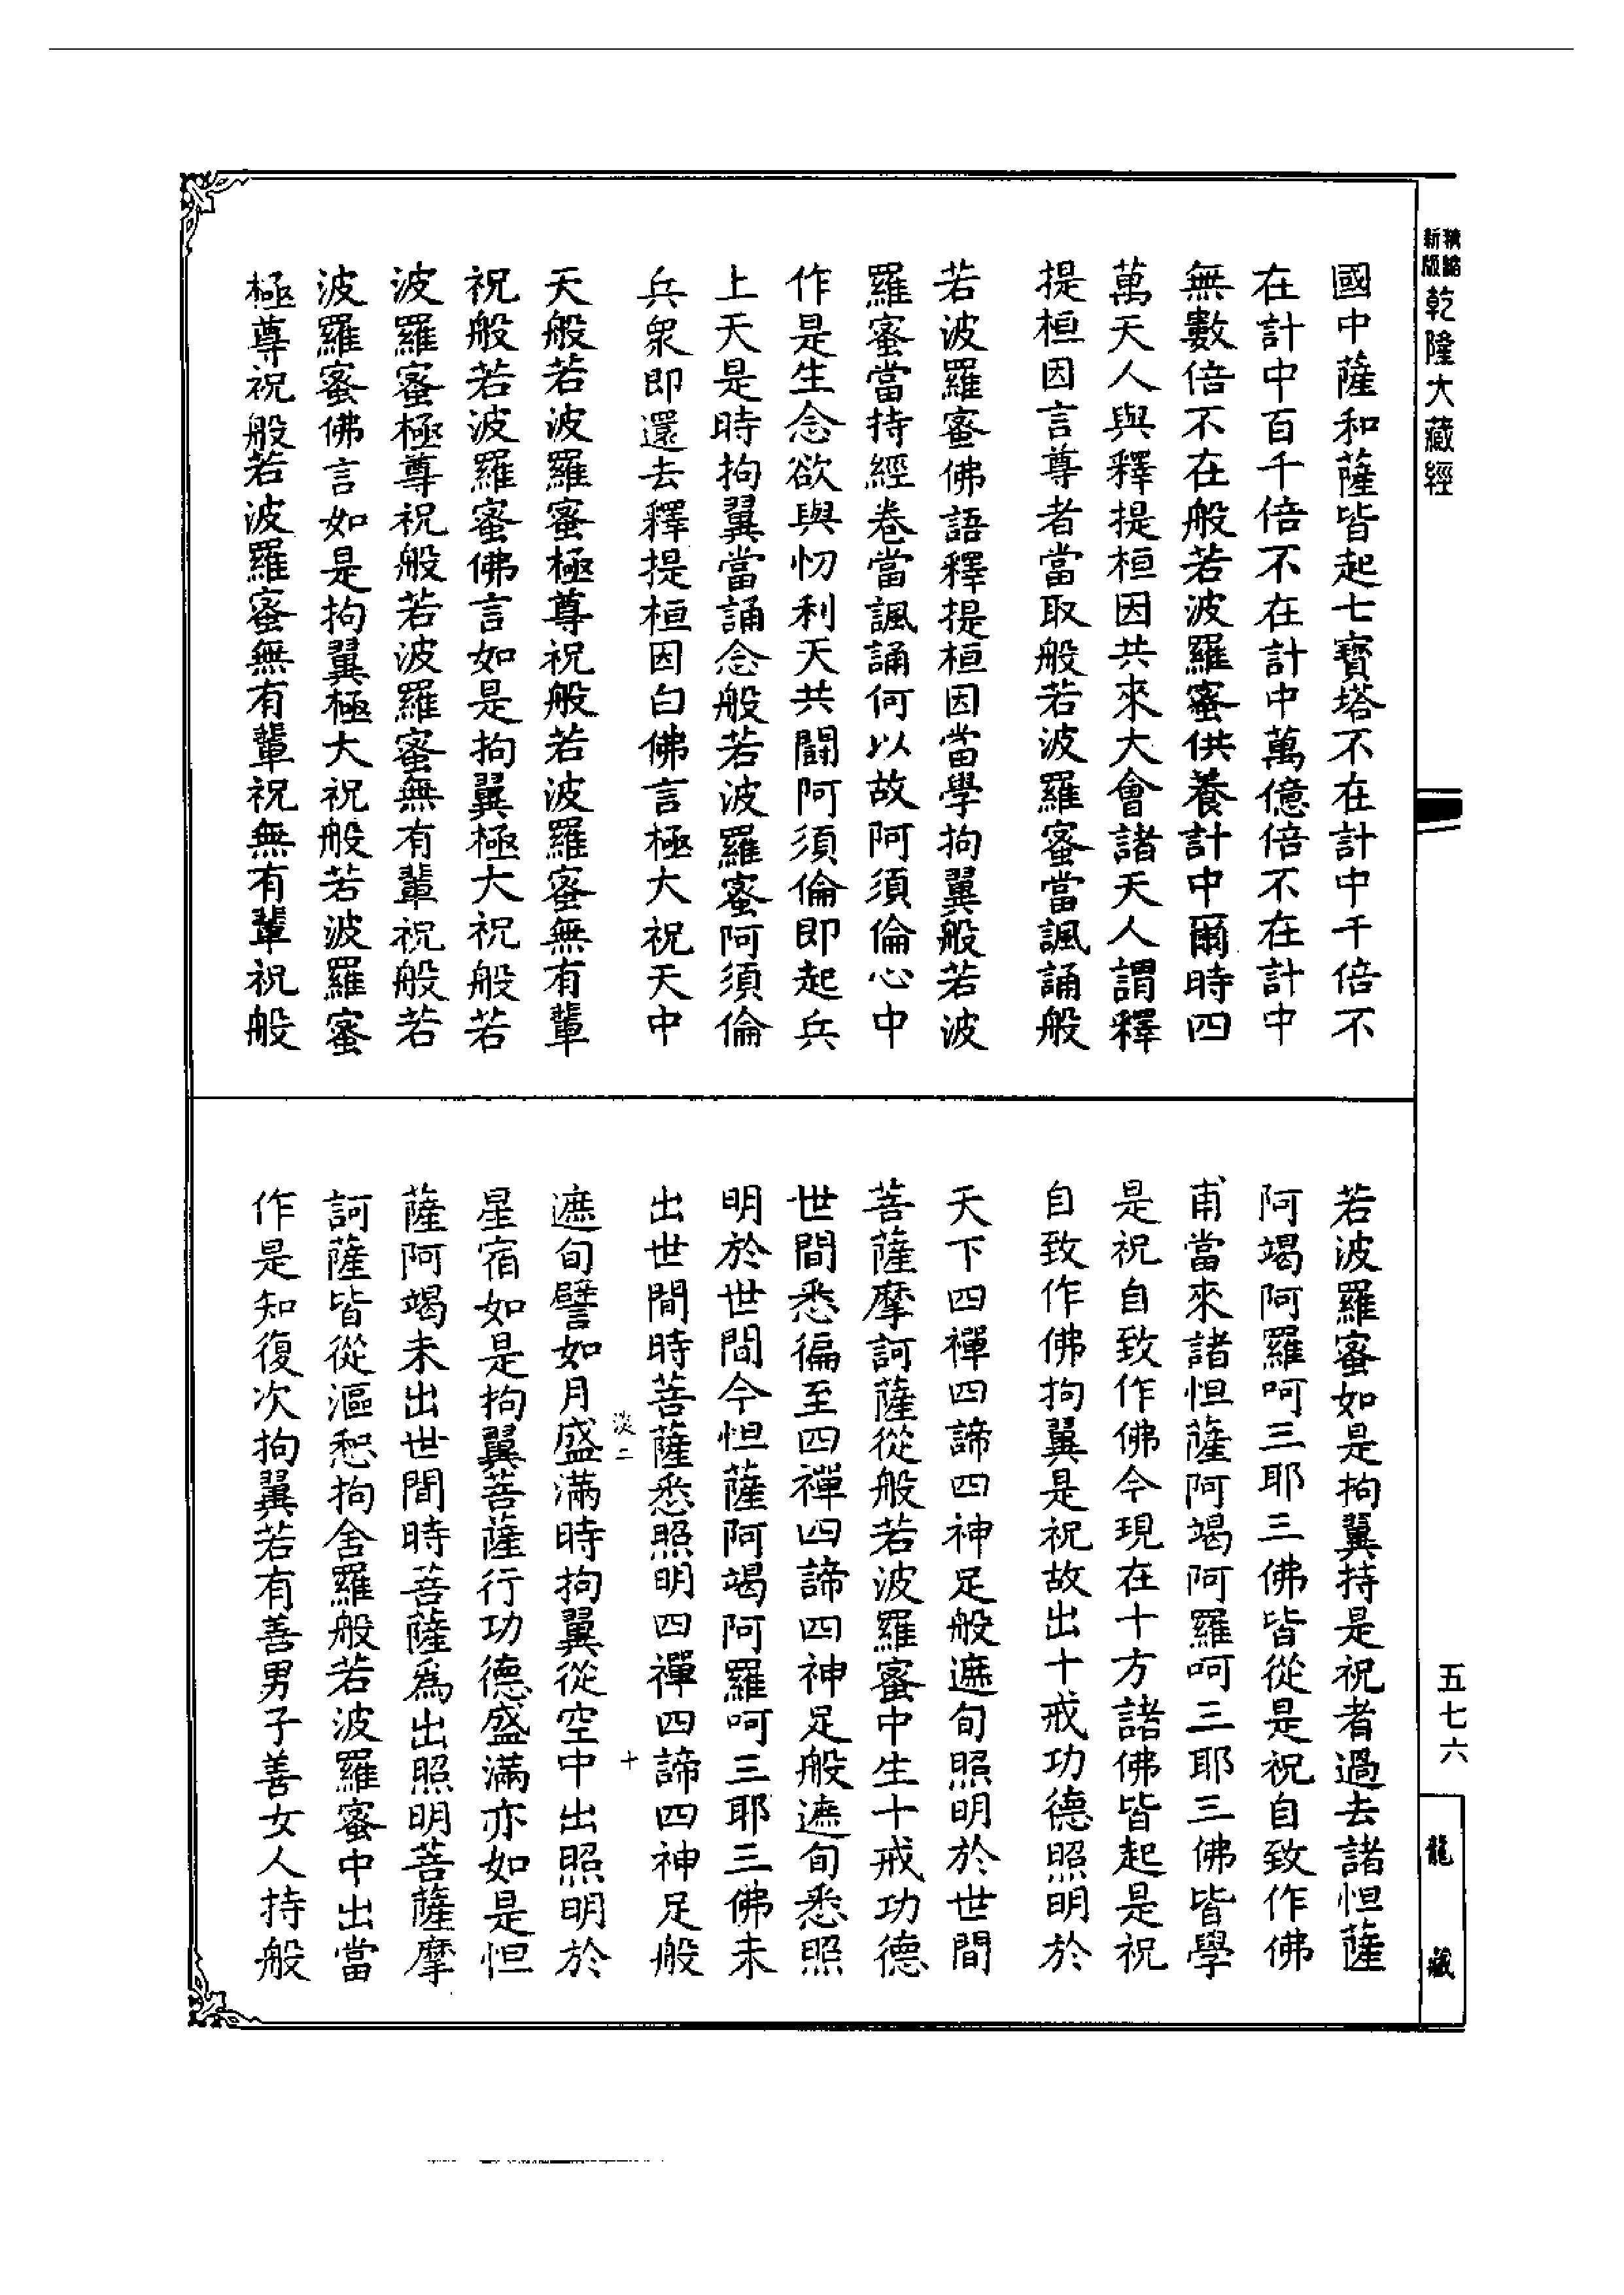 新版
精縮
乾隆大藏經
國中薩和薩皆起七寶塔不在計中千倍不
在計中百千倍不在計中萬億倍不在計中
無數倍不在般若波羅蜜供養計中爾時四
萬天人與釋提桓因共來大會諸天人謂釋
提桓因言尊者當取般若波羅蜜當諷誦般
若波羅蜜佛語釋提桓因當學拘翼般若波
羅蜜當持經卷當諷誦何以故阿須倫心中
作是生念欲與忉利天共鬪阿須倫即起兵
上天是時拘翼當誦念般若波羅蜜阿須倫
兵衆即還去釋提桓因白佛言極大祝天中
天般若波羅蜜極尊祝般若波羅蜜無有輩
祝般若波羅蜜佛言如是拘翼極大祝般若
波羅蜜極尊祝般若波羅蜜無有輩祝般若
波羅蜜佛言如是拘翼極大祝般若波羅蜜
極尊祝般若波羅蜜無有輩祝無有輩祝般
若波羅蜜如是拘翼持是祝者過去諸怛薩
阿竭阿羅呵三耶三佛皆從是祝自致作佛
甫當來諸怛薩阿竭阿羅呵三耶三佛皆學
是祝自致作佛今現在十方諸佛皆起是祝
自致作佛拘翼是祝故出十戒功德照明於
天下四禪四諦四神足般遮旬照明於世間
菩薩摩訶薩從般若波羅蜜中生十戒功德
世間悉徧至四禪四諦四神足般遮旬悉照
明於世間今怛薩阿竭阿羅呵三耶三佛未
出世間時菩薩悉照明四禪四諦四神足般
淡二
十
遮旬譬如月盛滿時拘翼從空中出照明於
星宿如是拘翼菩薩行功德盛滿亦如是怛
薩阿竭未出世間時菩薩爲出照明菩薩摩
訶薩皆從漚惒拘舍羅般若波羅蜜中出當
作是知復次拘翼若有善男子善女人持般
五七六
龍藏